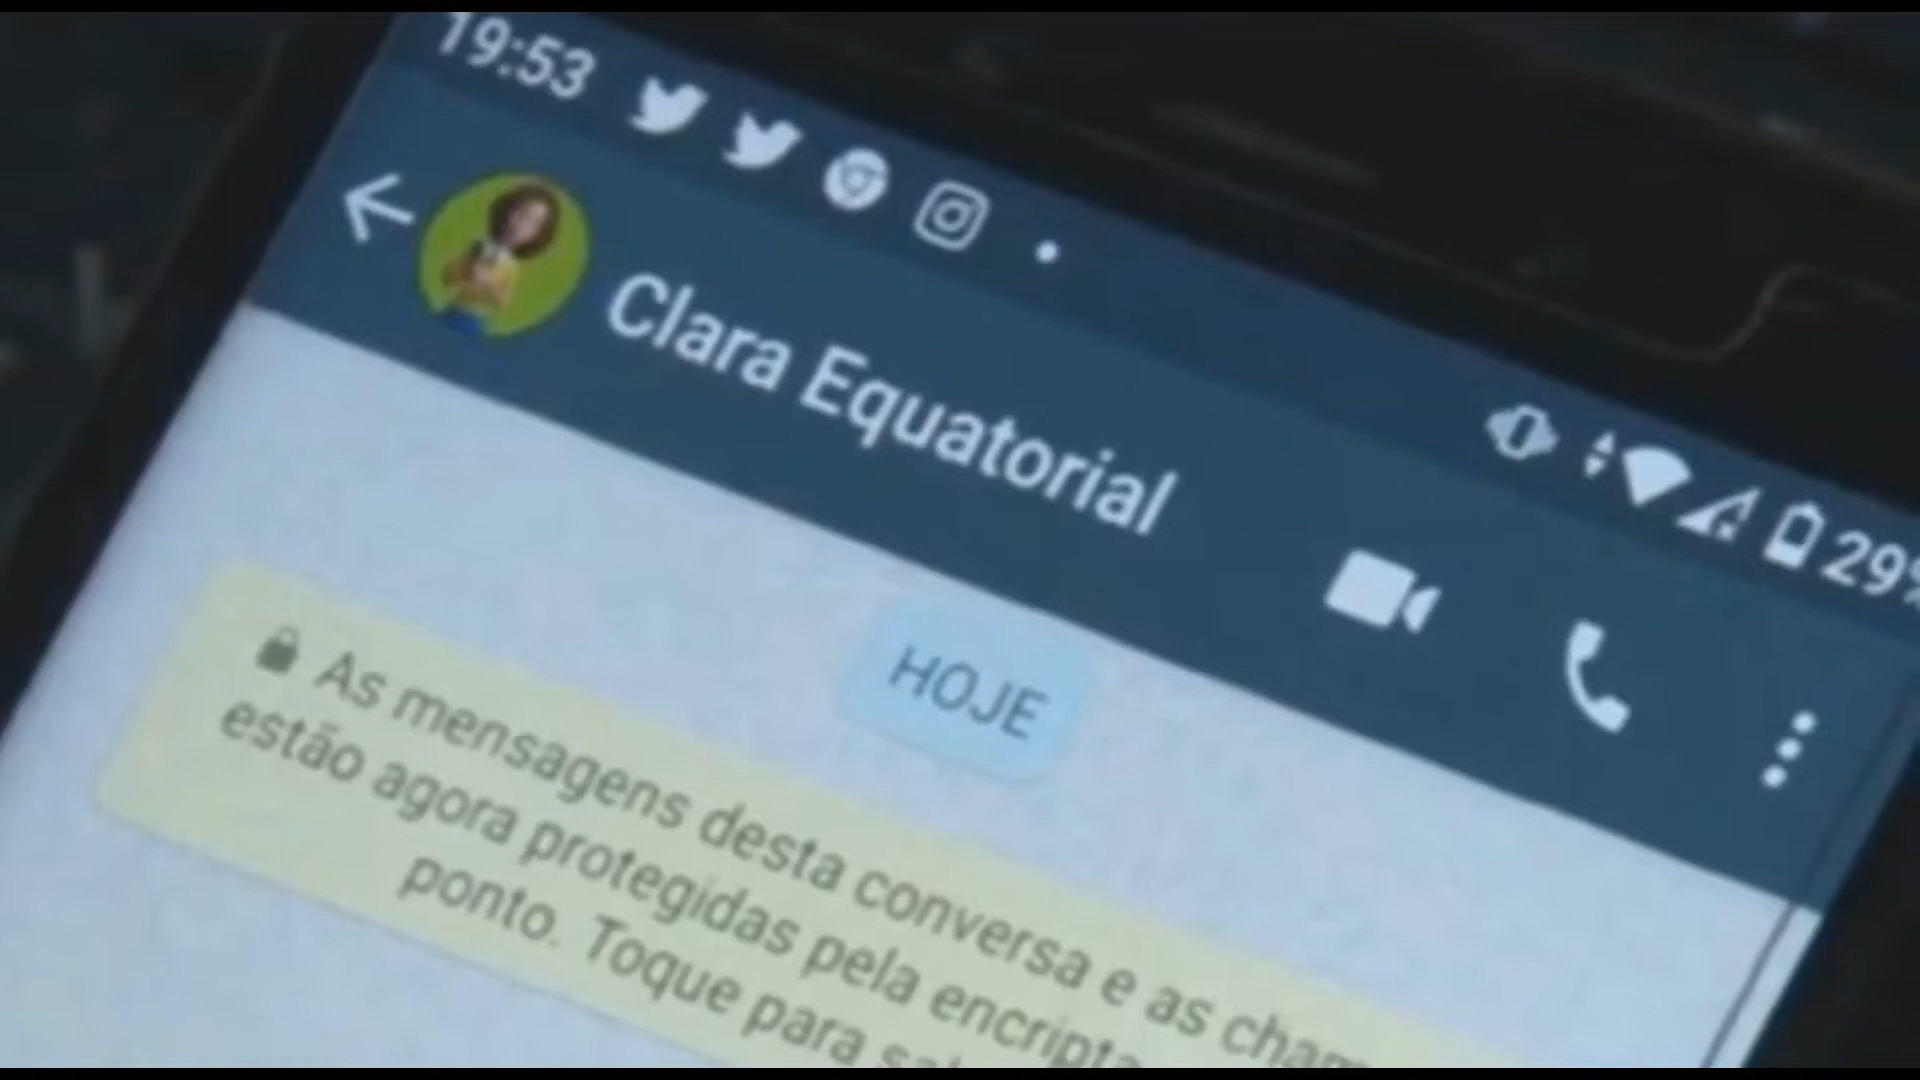 19:53
29%
Clara Equatorial
HOJE
As mensagens desta conversa e as
estão agora protegidas pela
ponto. Toque para